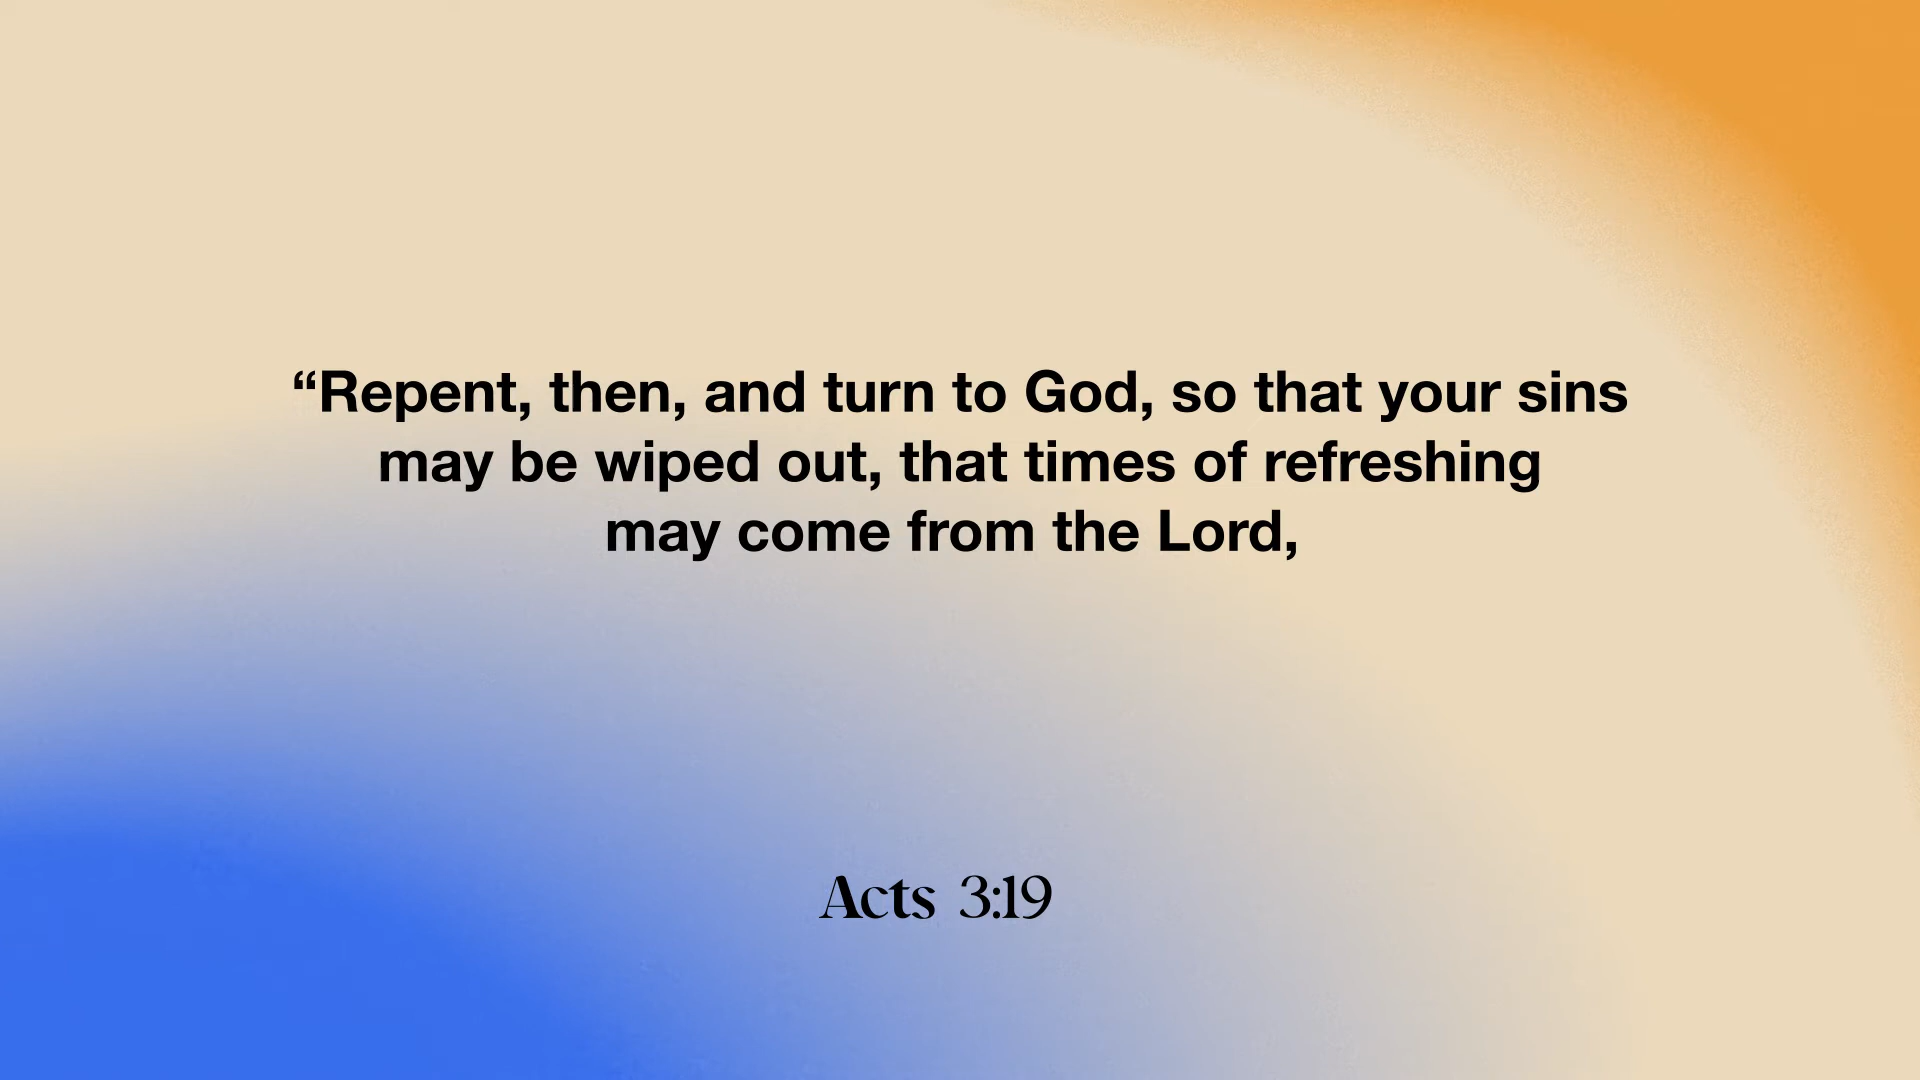 “Repent, then, and turn to God, so that your sins
may be wiped out, that times of refreshing
may come from the Lord,
Acts 3:19